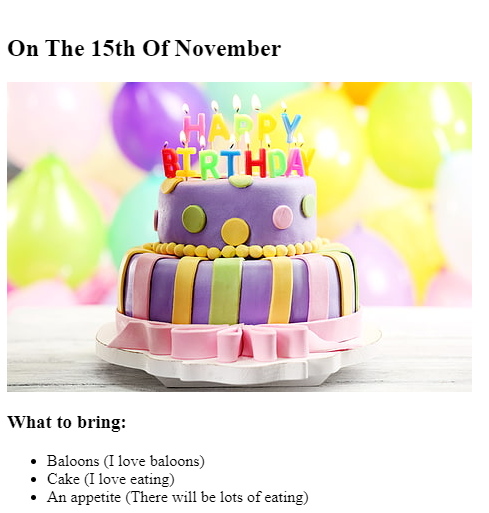 On The 15th Of November
HAPPY
BIRTHDAY
What to bring:
Baloons (I love baloons)
Cake (I love eating)
An appetite (There will be lots of eating)